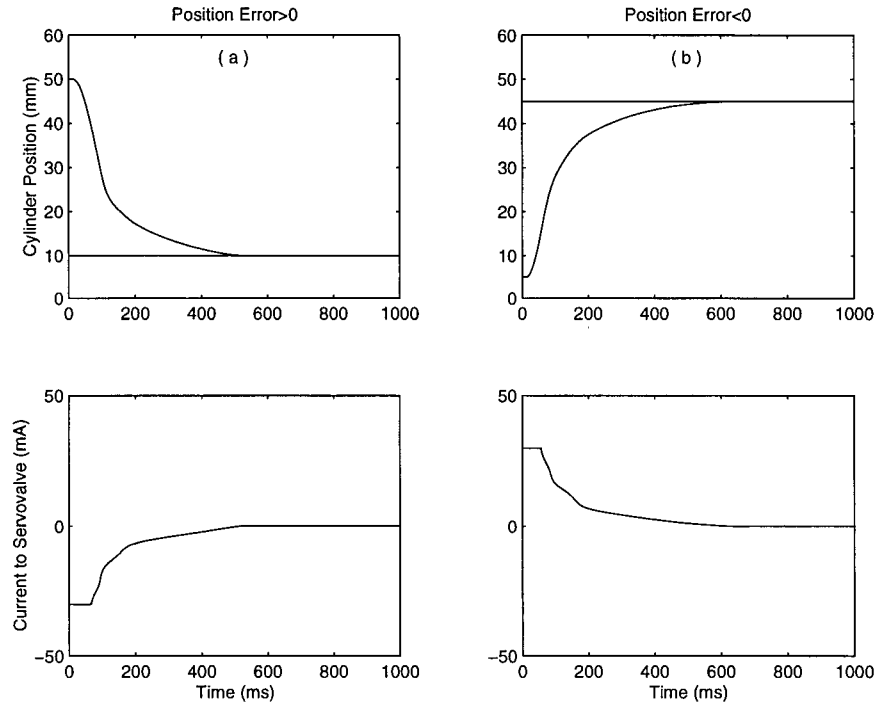 Position Error>0
Position Error<0
( a )
( b )
Cylinder Position (mm)
60
50
40
30
20
10
0
0 200 400 600 800 1000
60
50
40
30
20
10
0
0 200 400 600 800 1000
Current to Servovalve (mA)
50
0
−50
0 200 400 600 800 1000
Time (ms)
50
0
−50
0 200 400 600 800 1000
Time (ms)